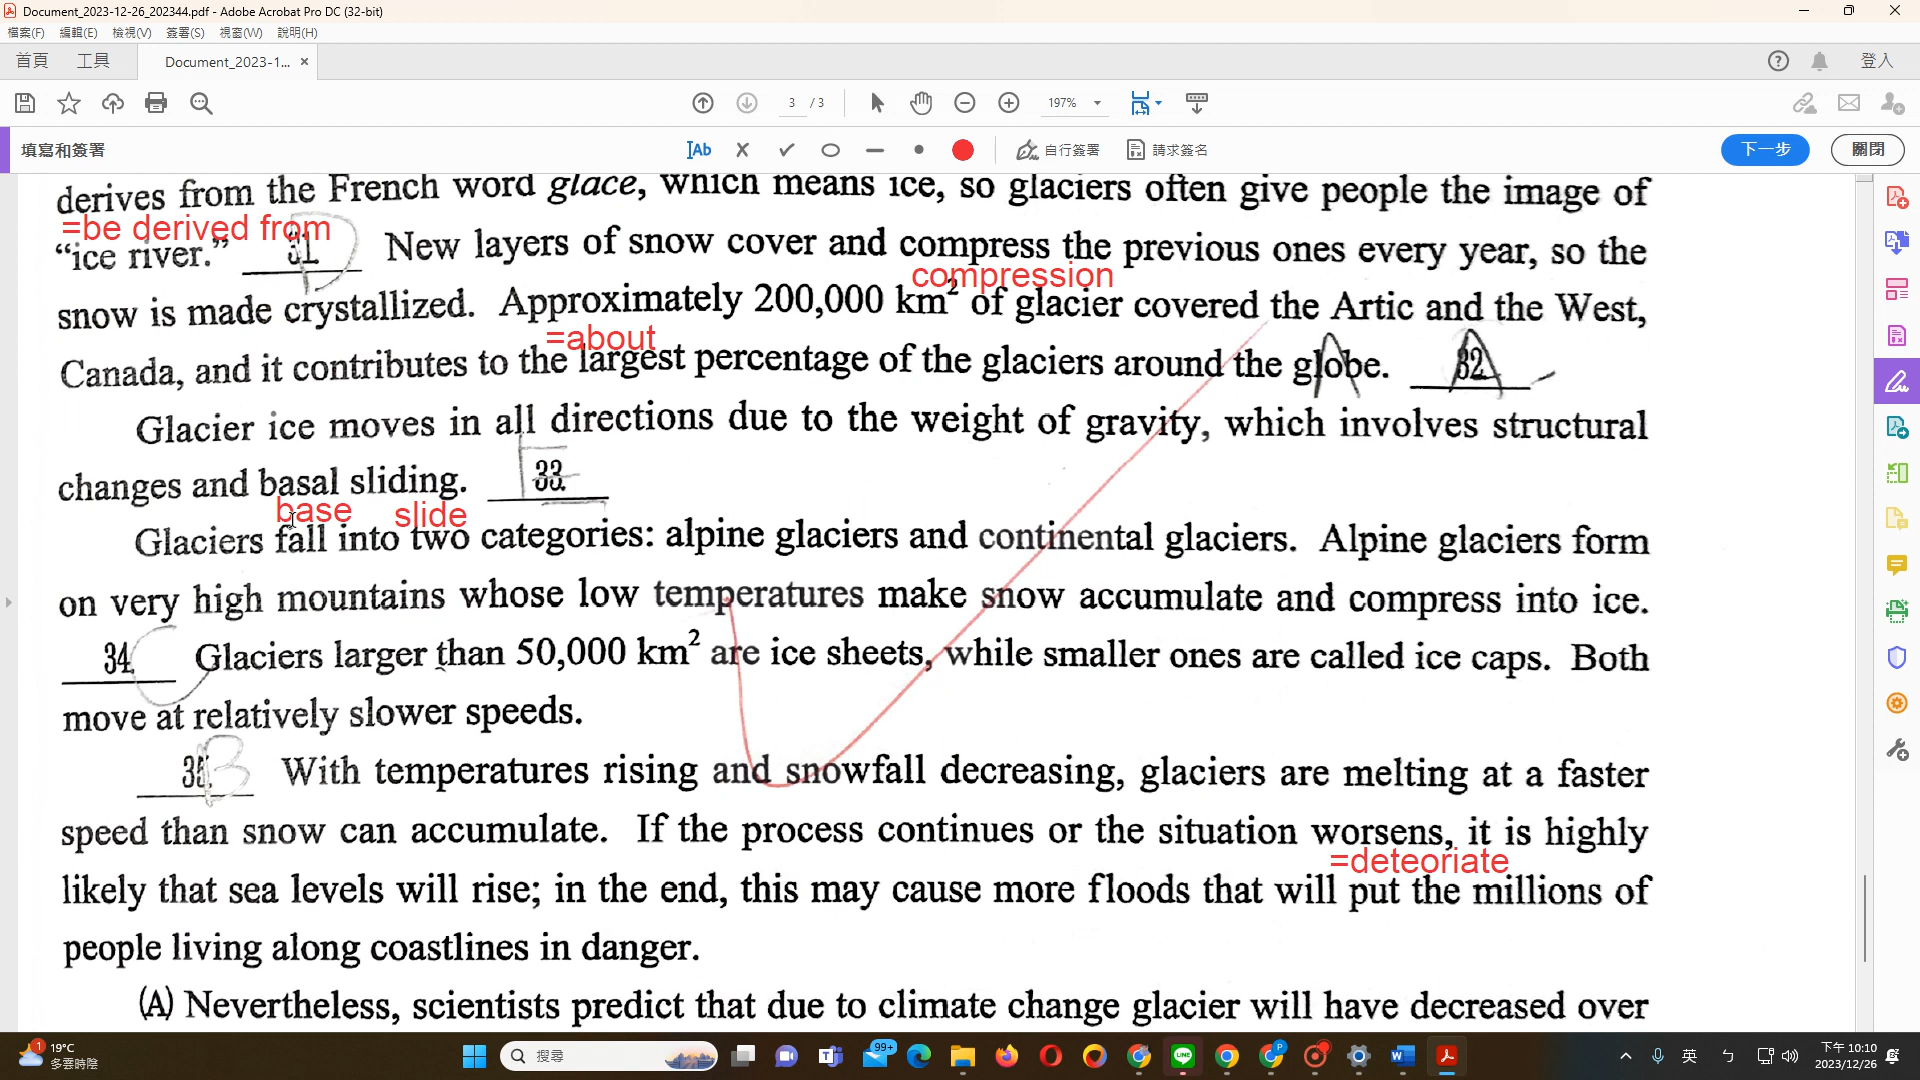 Document_2023-12-26_202344.pdf - Adobe Acrobat Pro DC (32-bit)
檔案(F) 編輯(E) 檢視(V) 簽署(S) 視窗(W) 說明(H)
首頁 工具 Document_2023-1... × 登入
3 / 3 197%
填寫和簽署 Ab 自行簽署 請求簽名 下一步 關閉
derives from the French word glace, which means ice, so glaciers often give people the image of
=be derived from
“ice river.” 31. D New layers of snow cover and compress the previous ones every year, so the
compression
snow is made crystallized. Approximately 200,000 km² of glacier covered the Artic and the West,
=about
Canada, and it contributes to the largest percentage of the glaciers around the globe. A 32. A
Glacier ice moves in all directions due to the weight of gravity, which involves structural
changes and basal sliding. 33.
base slide
Glaciers fall into two categories: alpine glaciers and continental glaciers. Alpine glaciers form
on very high mountains whose low temperatures make snow accumulate and compress into ice.
34. C Glaciers larger than 50,000 km² are ice sheets, while smaller ones are called ice caps. Both
move at relatively slower speeds.
35. B With temperatures rising and snowfall decreasing, glaciers are melting at a faster
speed than snow can accumulate. If the process continues or the situation worsens, it is highly
=deteoriate
likely that sea levels will rise; in the end, this may cause more floods that will put the millions of
people living along coastlines in danger.
(A) Nevertheless, scientists predict that due to climate change glacier will have decreased over
1 19°C 多雲時陰 搜尋 99+ P 英 ㄅ 下午 10:10
2023/12/26